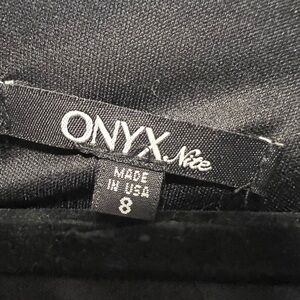 ONYX Nite
MADE
IN USA
8